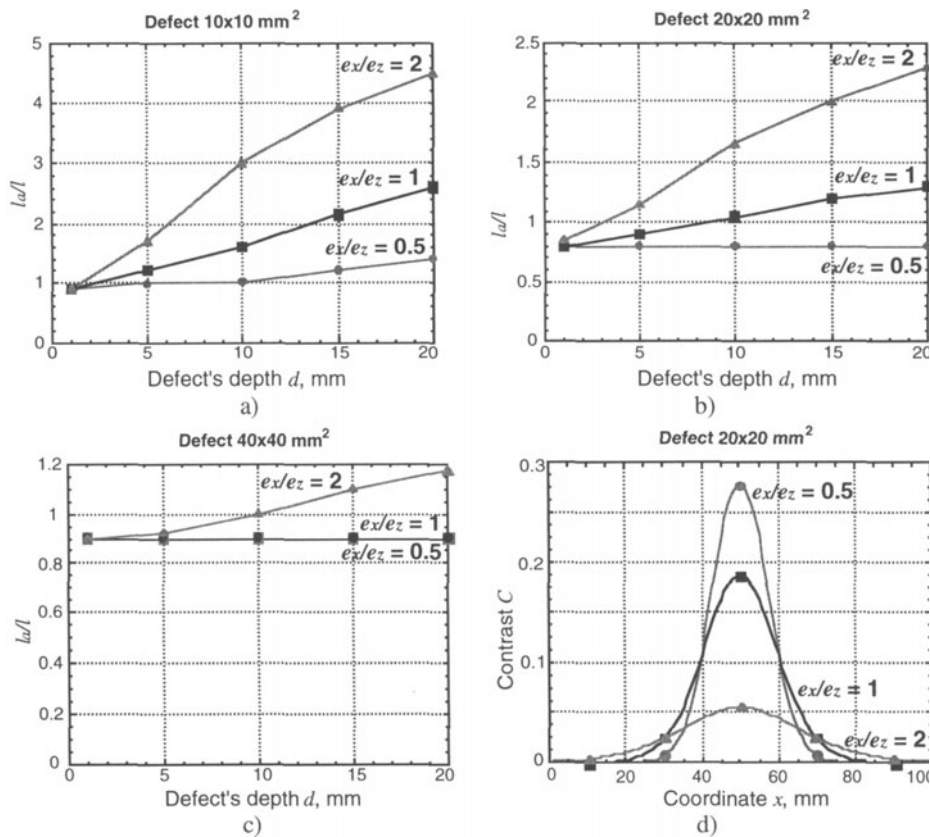 Defect 10x10 mm²
5
4
3
2
1
0
0
5
10
15
20
la/l
ex/ez = 2
ex/ez = 1
ex/ez = 0.5
Defect's depth d, mm
a)
Defect 20x20 mm²
2.5
2
1.5
1
0.5
0
0
5
10
15
20
la/l
ex/ez = 2
ex/ez = 1
ex/ez = 0.5
Defect's depth d, mm
b)
Defect 40x40 mm²
1.2
1
0.8
0.6
0.4
0.2
0
0
5
10
15
20
la/l
ex/ez = 2
ex/ez = 1
ex/ez = 0.5
Defect's depth d, mm
c)
Defect 20x20 mm²
0.3
0.2
0.1
0
0
20
40
60
80
100
Contrast C
ex/ez = 0.5
ex/ez = 1
ex/ez = 2
Coordinate x, mm
d)